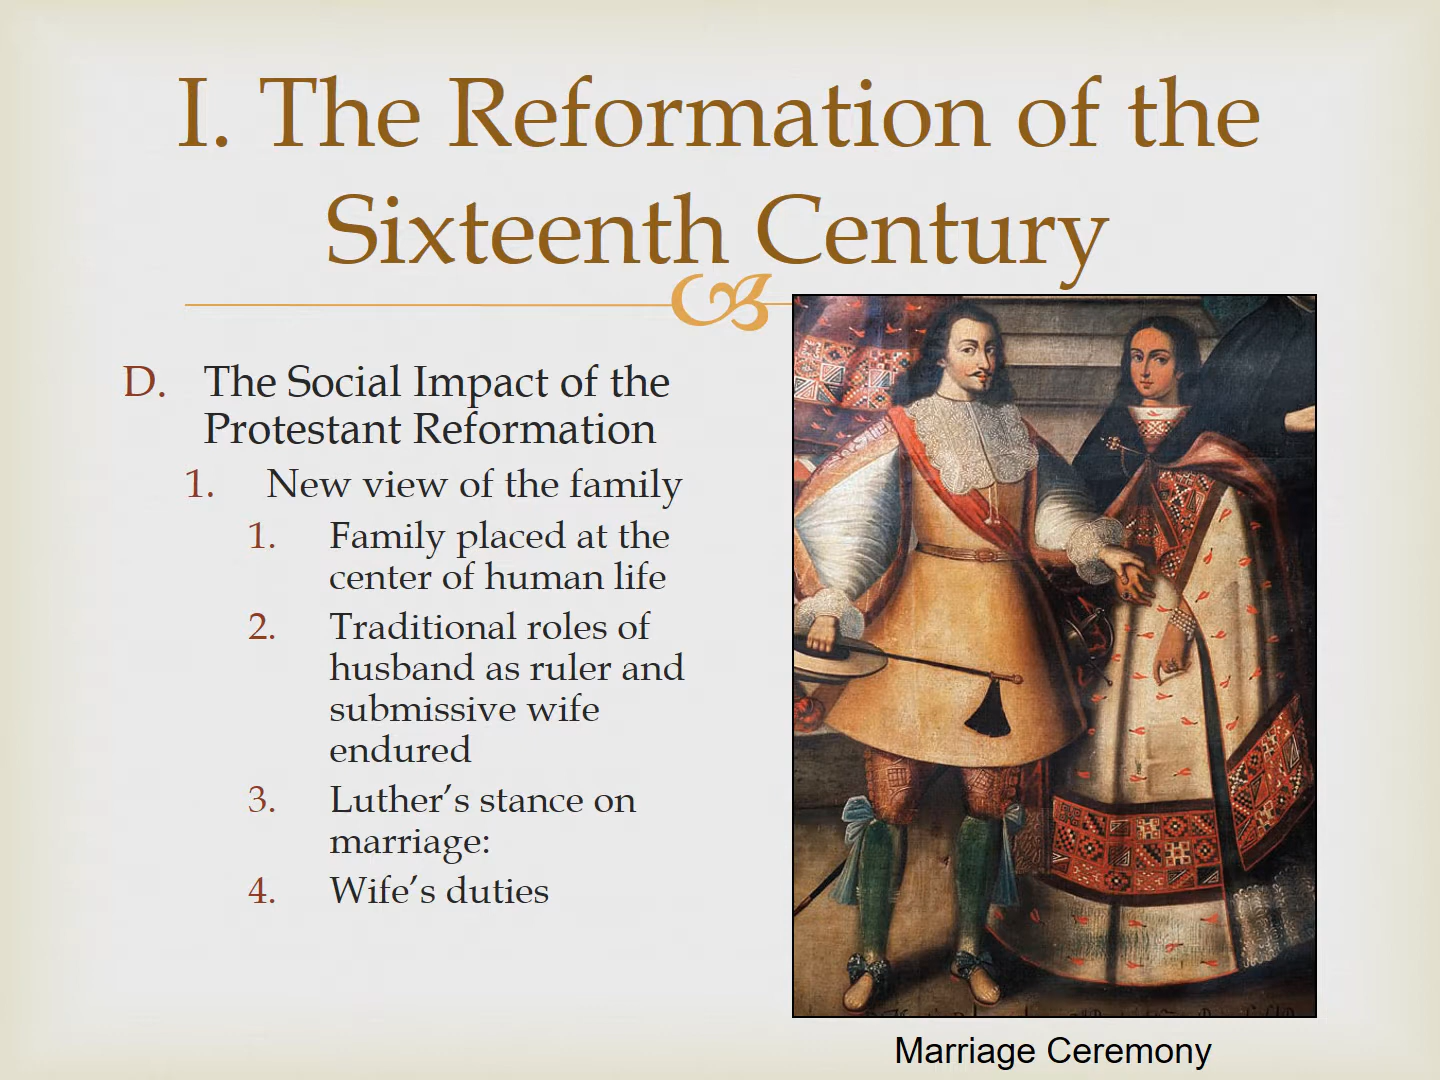 I. The Reformation of the
Sixteenth Century
D. The Social Impact of the
Protestant Reformation
1. New view of the family
1. Family placed at the
center of human life
2. Traditional roles of
husband as ruler and
submissive wife
endured
3. Luther’s stance on
marriage:
4. Wife’s duties
Marriage Ceremony